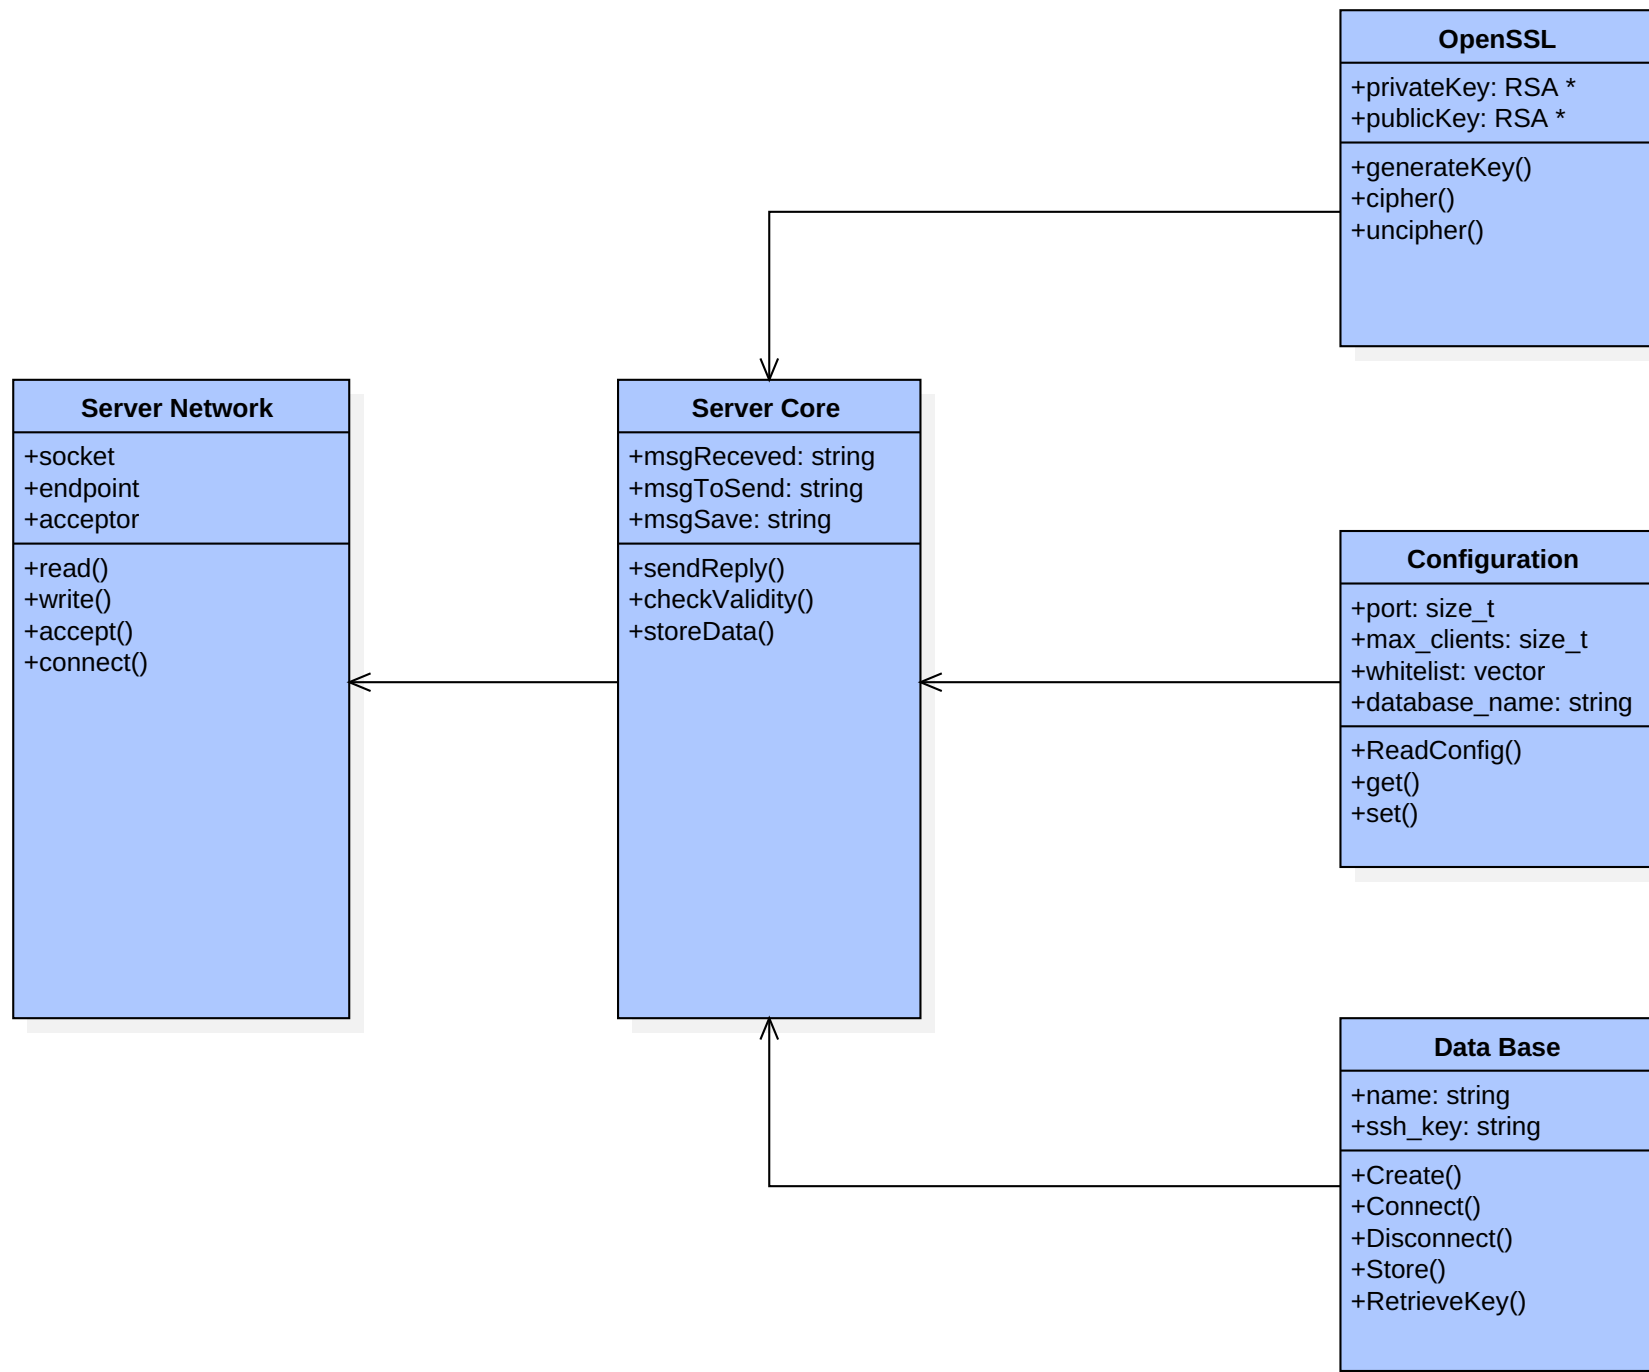 OpenSSL
+privateKey: RSA *
+publicKey: RSA *
+generateKey()
+cipher()
+uncipher()
Server Network
+socket
+endpoint
+acceptor
+read()
+write()
+accept()
+connect()
Server Core
+msgReceved: string
+msgToSend: string
+msgSave: string
+sendReply()
+checkValidity()
+storeData()
Configuration
+port: size_t
+max_clients: size_t
+whitelist: vector
+database_name: string
+ReadConfig()
+get()
+set()
Data Base
+name: string
+ssh_key: string
+Create()
+Connect()
+Disconnect()
+Store()
+RetrieveKey()